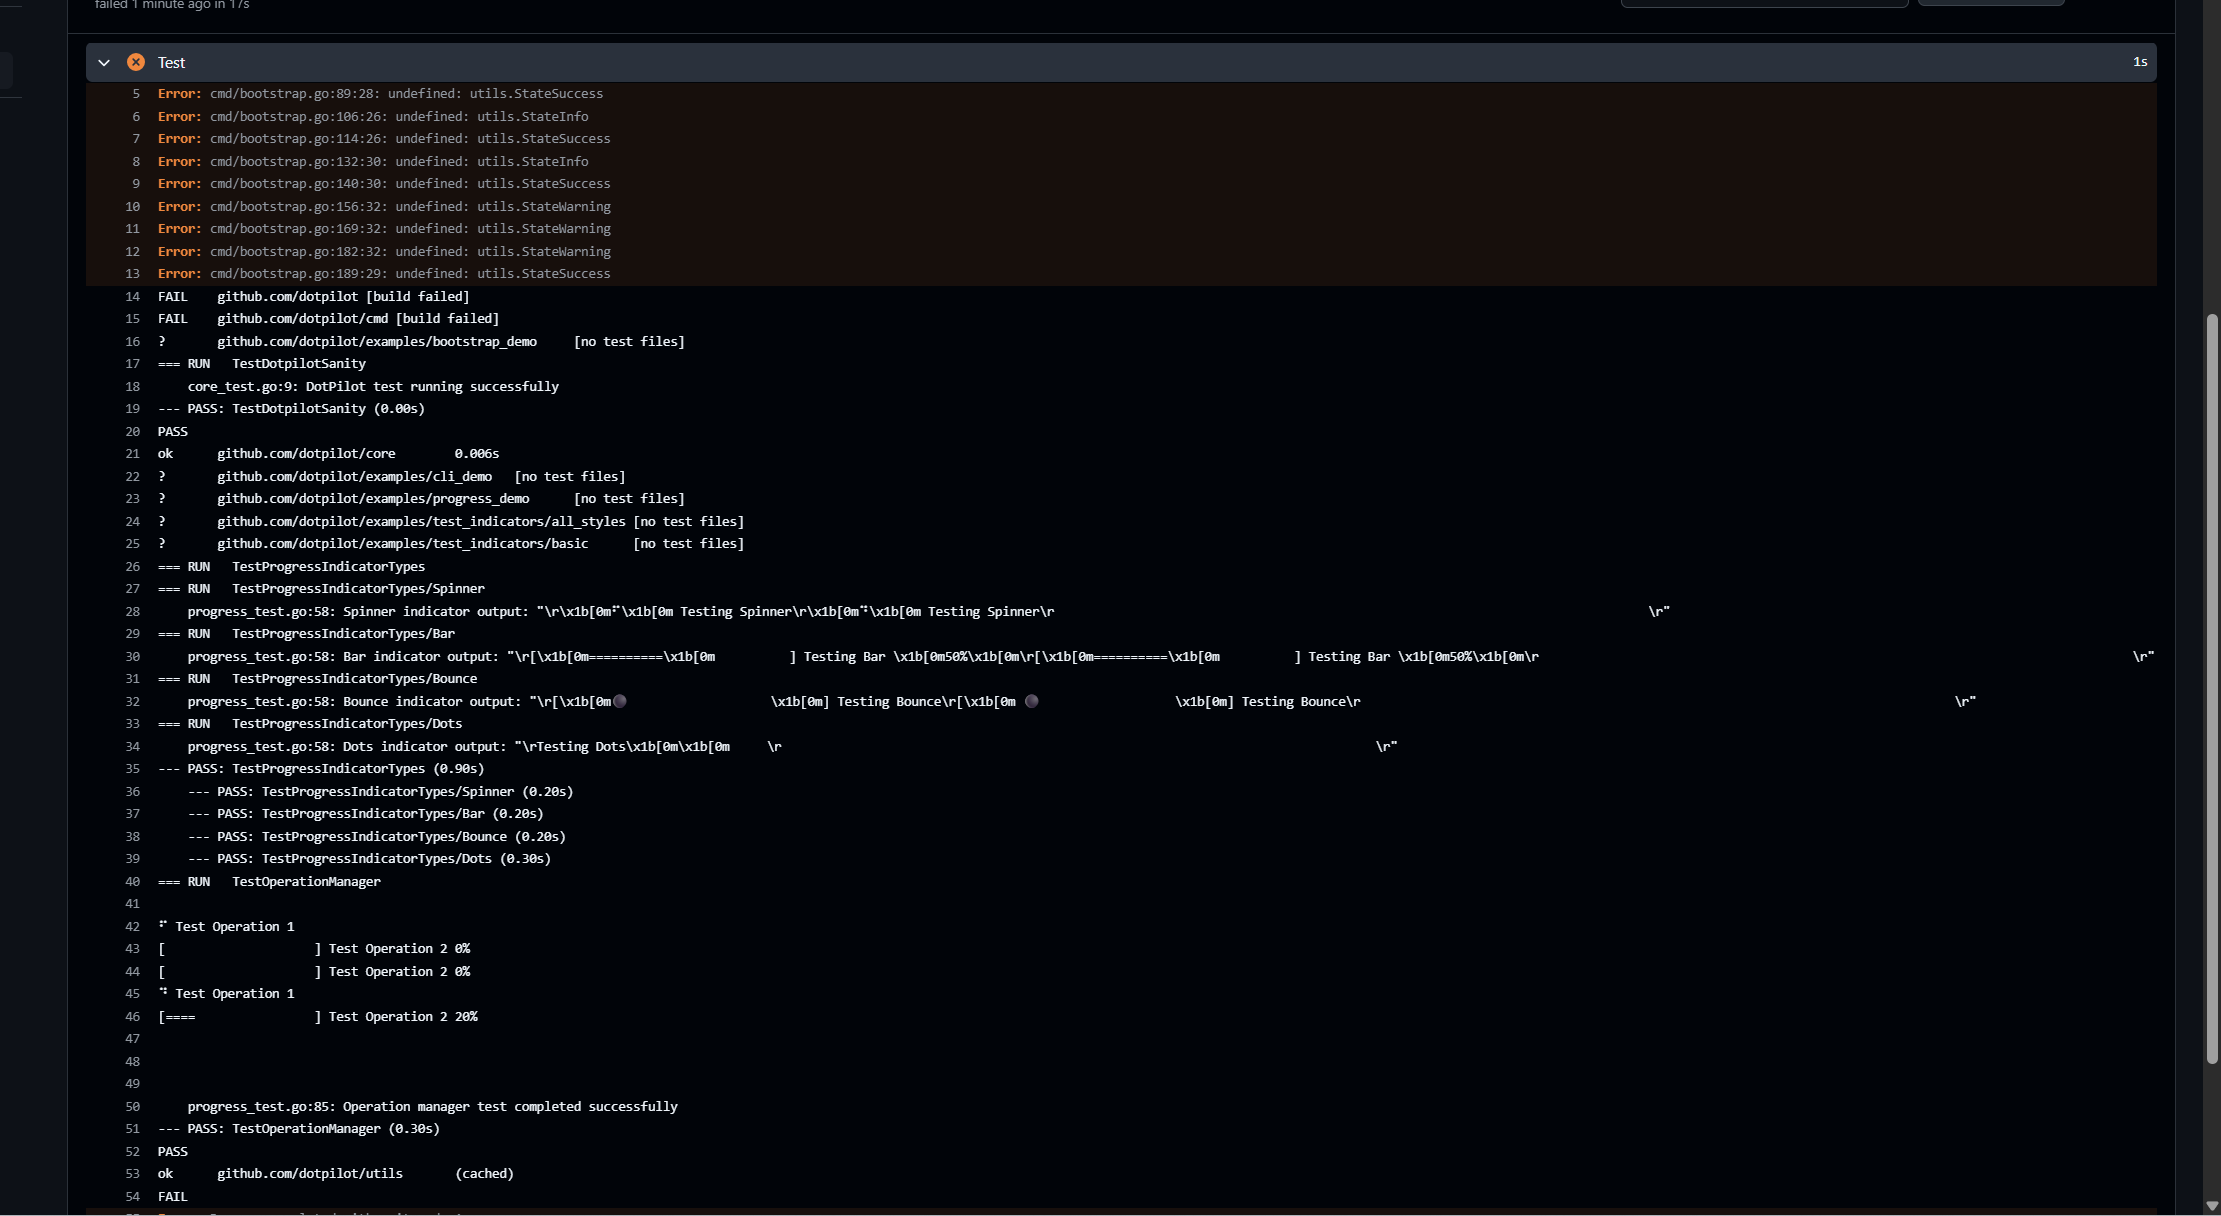 failed 1 minute ago in 17s
Test 1s
5 Error: cmd/bootstrap.go:89:28: undefined: utils.StateSuccess
6 Error: cmd/bootstrap.go:106:26: undefined: utils.StateInfo
7 Error: cmd/bootstrap.go:114:26: undefined: utils.StateSuccess
8 Error: cmd/bootstrap.go:132:30: undefined: utils.StateInfo
9 Error: cmd/bootstrap.go:140:30: undefined: utils.StateSuccess
10 Error: cmd/bootstrap.go:156:32: undefined: utils.StateWarning
11 Error: cmd/bootstrap.go:169:32: undefined: utils.StateWarning
12 Error: cmd/bootstrap.go:182:32: undefined: utils.StateWarning
13 Error: cmd/bootstrap.go:189:29: undefined: utils.StateSuccess
14 FAIL github.com/dotpilot [build failed]
15 FAIL github.com/dotpilot/cmd [build failed]
16 ? github.com/dotpilot/examples/bootstrap_demo [no test files]
17 === RUN TestDotpilotSanity
18 core_test.go:9: DotPilot test running successfully
19 --- PASS: TestDotpilotSanity (0.00s)
20 PASS
21 ok github.com/dotpilot/core 0.006s
22 ? github.com/dotpilot/examples/cli_demo [no test files]
23 ? github.com/dotpilot/examples/progress_demo [no test files]
24 ? github.com/dotpilot/examples/test_indicators/all_styles [no test files]
25 ? github.com/dotpilot/examples/test_indicators/basic [no test files]
26 === RUN TestProgressIndicatorTypes
27 === RUN TestProgressIndicatorTypes/Spinner
28 progress_test.go:58: Spinner indicator output: "\r\x1b[0m⠋\x1b[0m Testing Spinner\r\x1b[0m⠙\x1b[0m Testing Spinner\r \r"
29 === RUN TestProgressIndicatorTypes/Bar
30 progress_test.go:58: Bar indicator output: "\r[\x1b[0m==========\x1b[0m ] Testing Bar \x1b[0m50%\x1b[0m\r[\x1b[0m==========\x1b[0m ] Testing Bar \x1b[0m50%\x1b[0m\r \r"
31 === RUN TestProgressIndicatorTypes/Bounce
32 progress_test.go:58: Bounce indicator output: "\r[\x1b[0m🌑 \x1b[0m] Testing Bounce\r[\x1b[0m 🌑 \x1b[0m] Testing Bounce\r \r"
33 === RUN TestProgressIndicatorTypes/Dots
34 progress_test.go:58: Dots indicator output: "\rTesting Dots\x1b[0m\x1b[0m \r \r"
35 --- PASS: TestProgressIndicatorTypes (0.90s)
36 --- PASS: TestProgressIndicatorTypes/Spinner (0.20s)
37 --- PASS: TestProgressIndicatorTypes/Bar (0.20s)
38 --- PASS: TestProgressIndicatorTypes/Bounce (0.20s)
39 --- PASS: TestProgressIndicatorTypes/Dots (0.30s)
40 === RUN TestOperationManager
41
42 ⠋ Test Operation 1
43 [ ] Test Operation 2 0%
44 [ ] Test Operation 2 0%
45 ⠙ Test Operation 1
46 [==== ] Test Operation 2 20%
47
48
49
50 progress_test.go:85: Operation manager test completed successfully
51 --- PASS: TestOperationManager (0.30s)
52 PASS
53 ok github.com/dotpilot/utils (cached)
54 FAIL